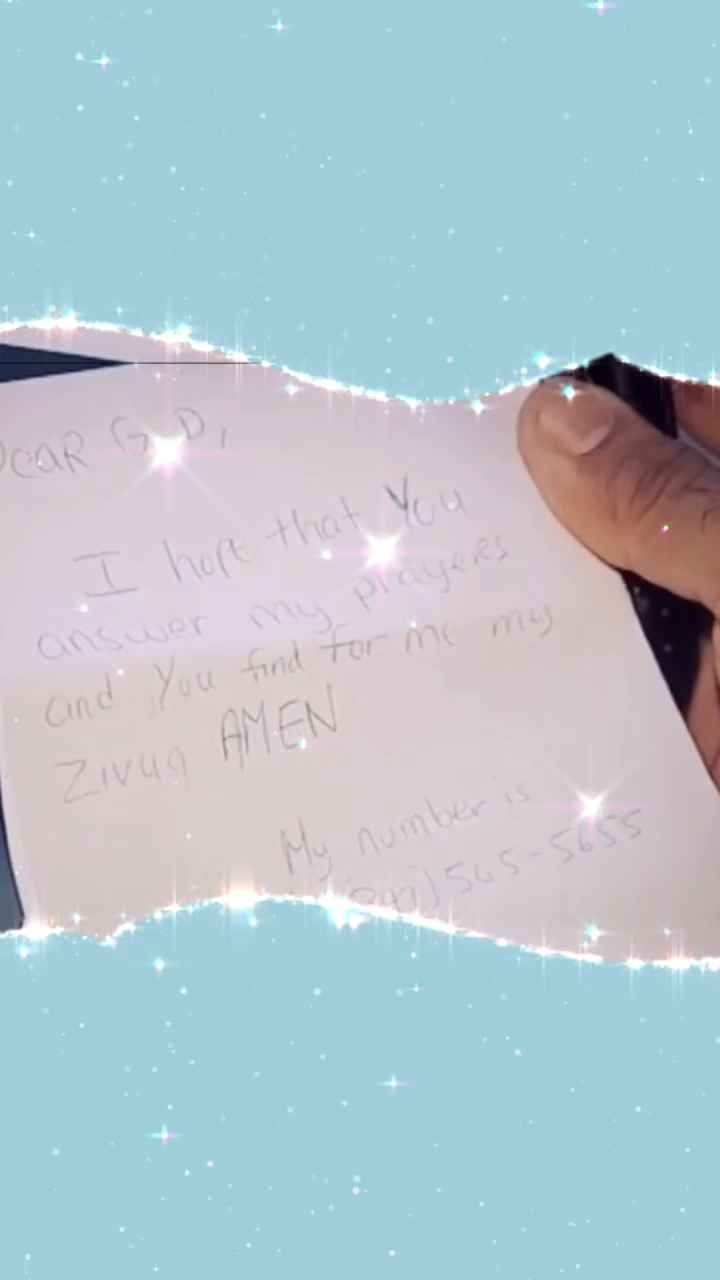 Dear G-D,
I hope that You
answer my prayers
and You find for me my
Zivug AMEN
My number is
(347) 565-5655